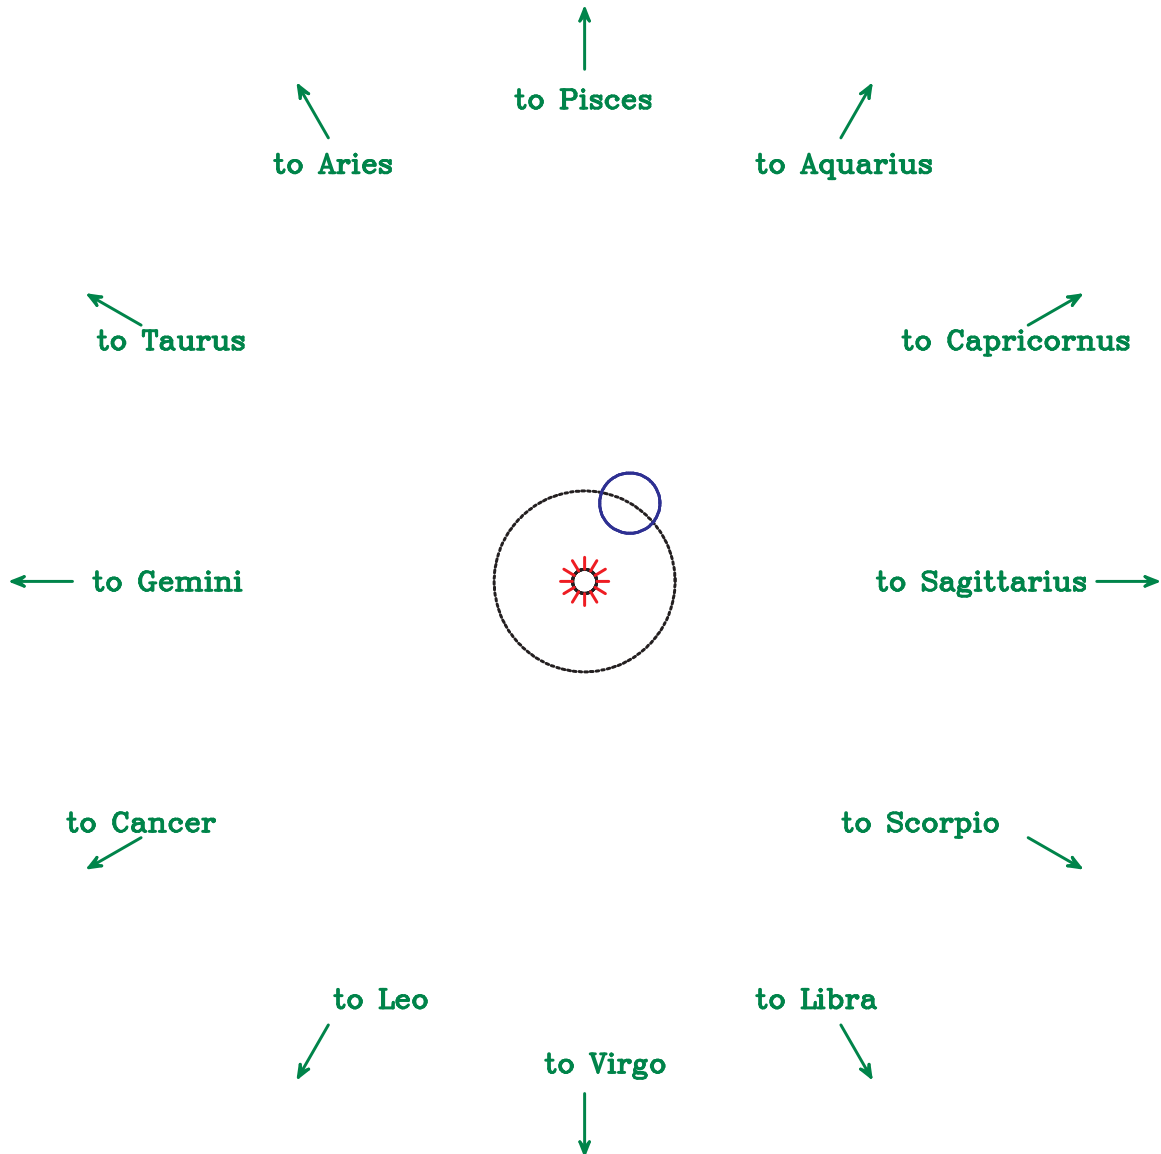 to Pisces
to Aries
to Aquarius
to Taurus
to Capricornus
to Gemini
to Sagittarius
to Cancer
to Scorpio
to Leo
to Libra
to Virgo